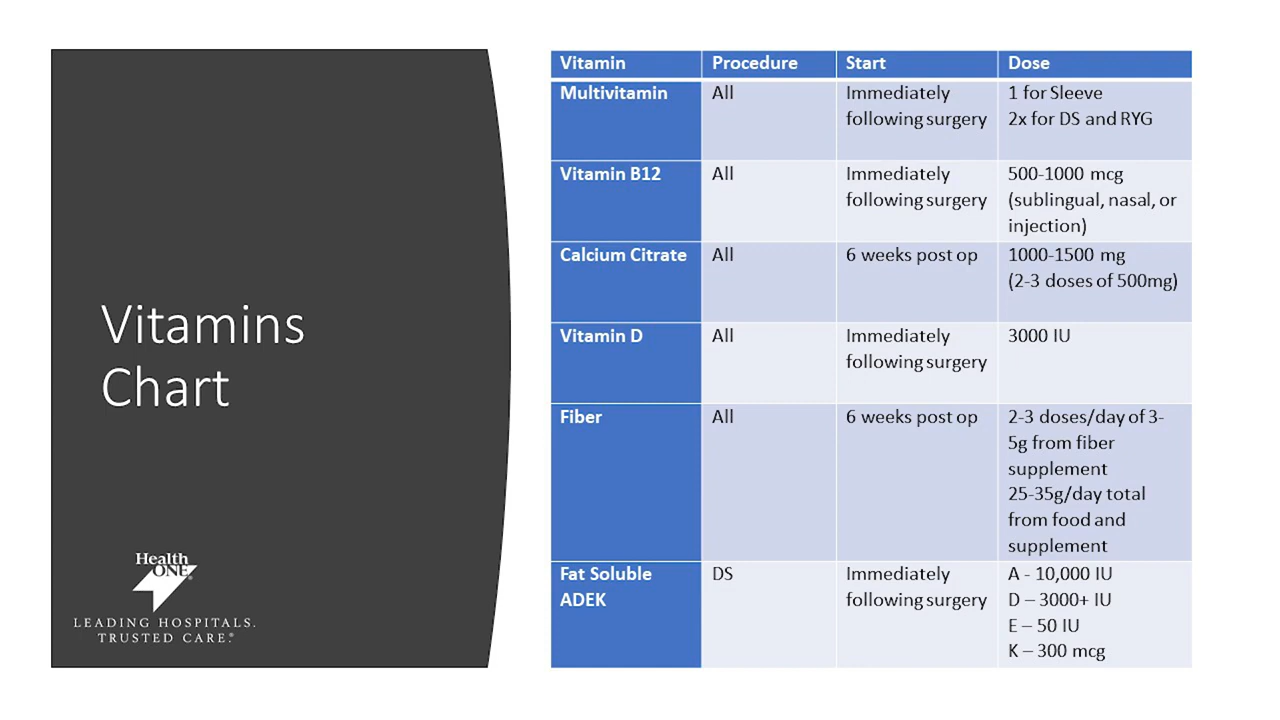 Vitamins
Chart
Health
ONE®
LEADING HOSPITALS.
TRUSTED CARE.®
Vitamin Procedure Start Dose
Multivitamin All Immediately 1 for Sleeve
following surgery 2x for DS and RYG
Vitamin B12 All Immediately 500-1000 mcg
following surgery (sublingual, nasal, or
injection)
Calcium Citrate All 6 weeks post op 1000-1500 mg
(2-3 doses of 500mg)
Vitamin D All Immediately 3000 IU
following surgery
Fiber All 6 weeks post op 2-3 doses/day of 3-
5g from fiber
supplement
25-35g/day total
from food and
supplement
Fat Soluble DS Immediately A - 10,000 IU
ADEK following surgery D – 3000+ IU
E – 50 IU
K – 300 mcg